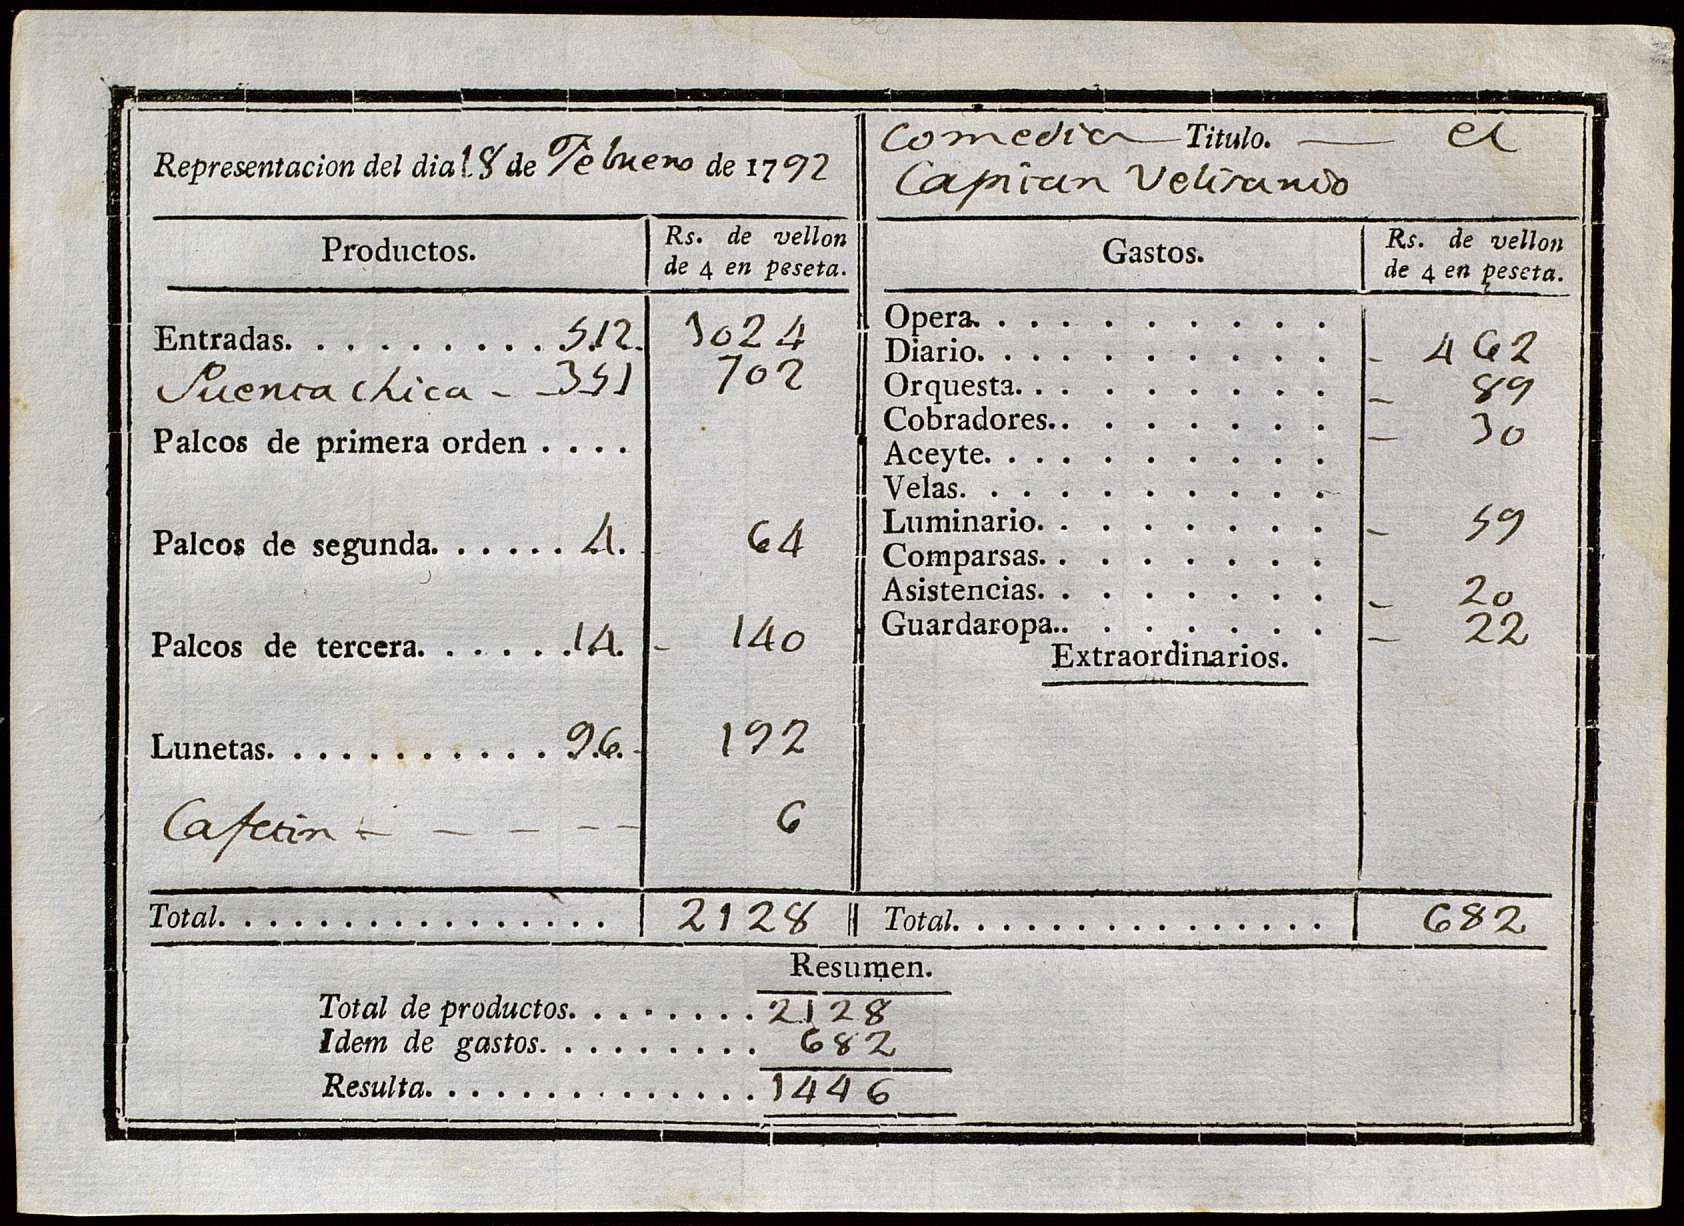 Representacion del dia 18 de Febuero de 1792
Comedia Titulo. el
Capitan Velisando
Productos.
Rs. de vellon
de 4 en peseta.
Entradas. . . . . . . . . . 512. 1024
Puerta chica - - 351 702
Palcos de primera orden . . . .
Palcos de segunda. . . . . . 4. 64
Palcos de tercera. . . . . . 14. - 140
Lunetas. . . . . . . . . . . . 96. - 192
Cafetin - - - - - - 6
Total. . . . . . . . . . . . . . . . 2128
Gastos.
Rs. de vellon
de 4 en peseta.
Opera. . . . . . . . . . .
Diario. . . . . . . . . . . - 462
Orquesta. . . . . . . . . . - 89
Cobradores.. . . . . . . . - 30
Aceyte. . . . . . . . . . .
Velas. . . . . . . . . . .
Luminario. . . . . . . . . - 59
Comparsas. . . . . . . . .
Asistencias. . . . . . . . . - 20
Guardaropa.. . . . . . . . - 22
Extraordinarios.
Total. . . . . . . . . . . . . . . . 682
Resumen.
Total de productos. . . . . . . . 2128
Idem de gastos. . . . . . . . . 682
Resulta. . . . . . . . . . . . . . 1446